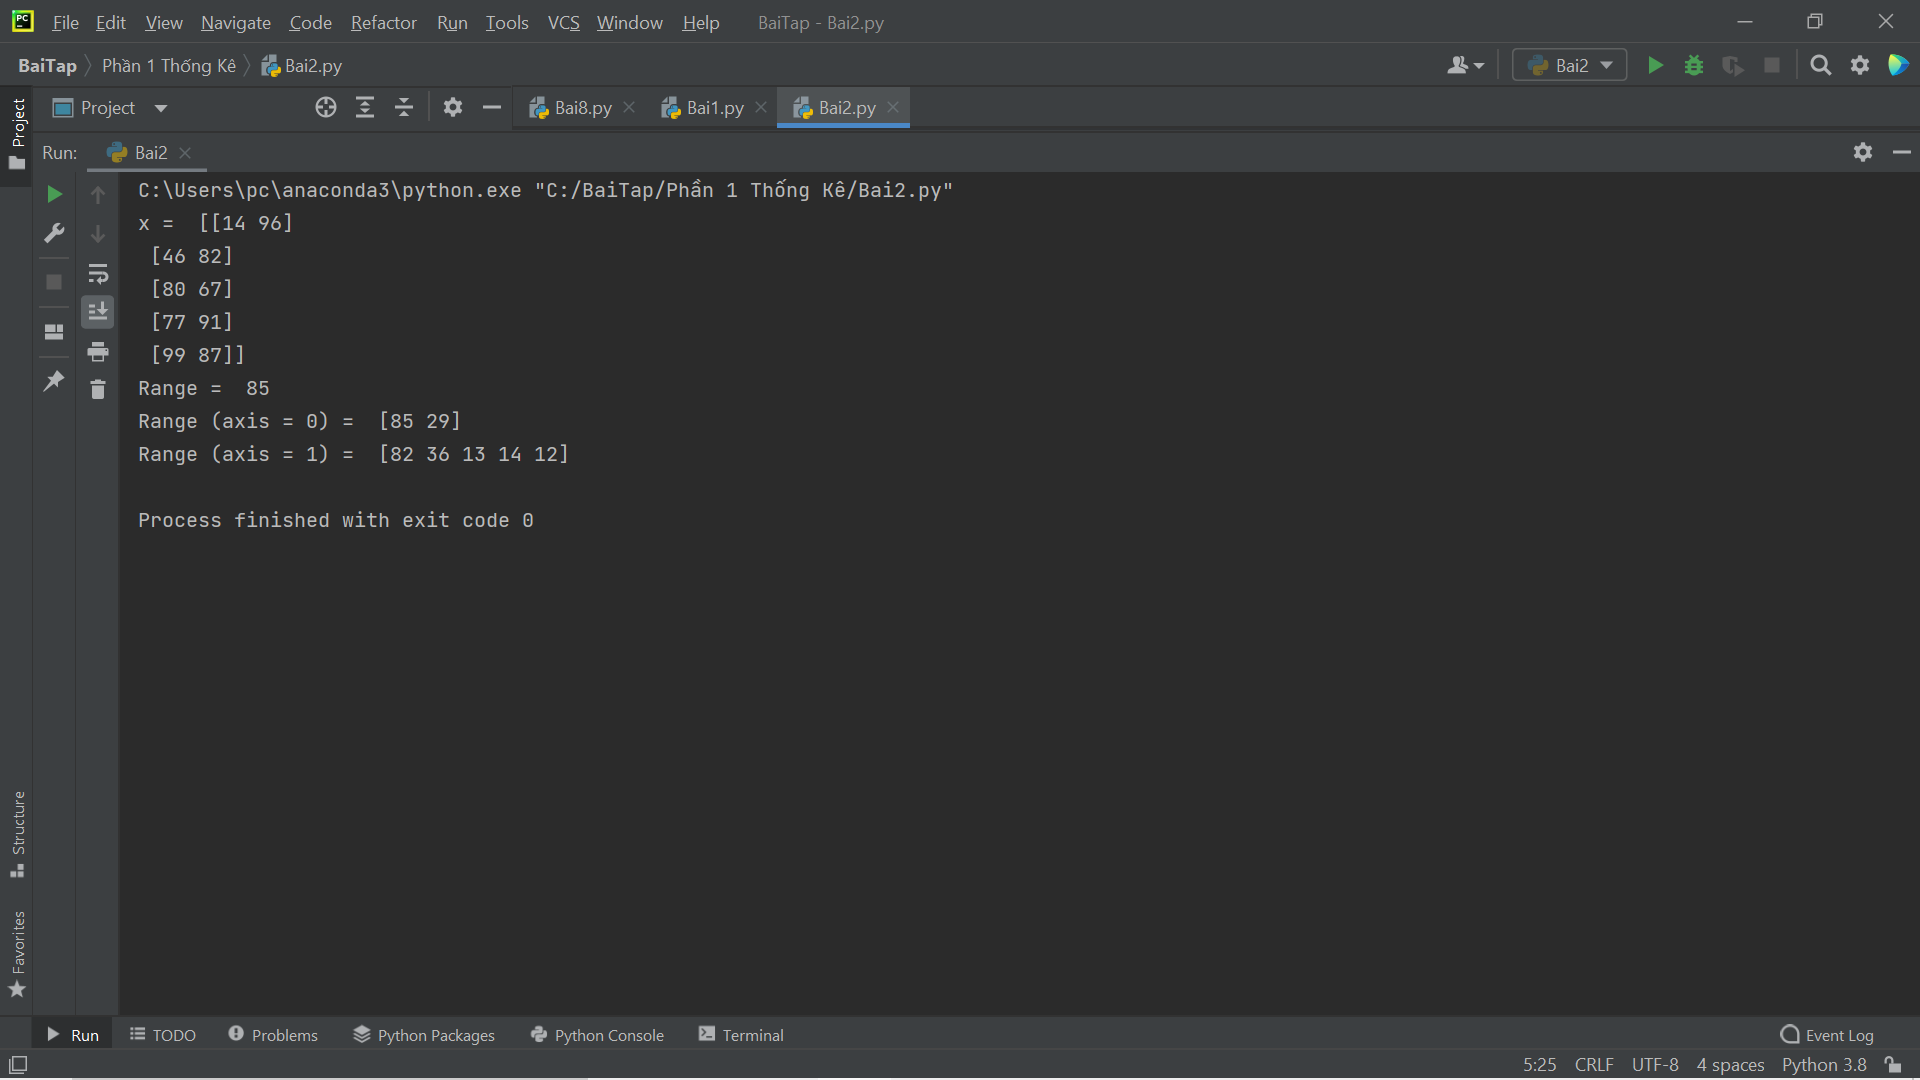 File Edit View Navigate Code Refactor Run Tools VCS Window Help BaiTap - Bai2.py
BaiTap Phần 1 Thống Kê Bai2.py Bai2
Project Bai8.py Bai1.py Bai2.py
Project
Run: Bai2
C:\Users\pc\anaconda3\python.exe "C:/BaiTap/Phần 1 Thống Kê/Bai2.py"
x =  [[14 96]
 [46 82]
 [80 67]
 [77 91]
 [99 87]]
Range =  85
Range (axis = 0) =  [85 29]
Range (axis = 1) =  [82 36 13 14 12]
Process finished with exit code 0
Structure
Favorites
Run TODO Problems Python Packages Python Console Terminal Event Log
5:25 CRLF UTF-8 4 spaces Python 3.8